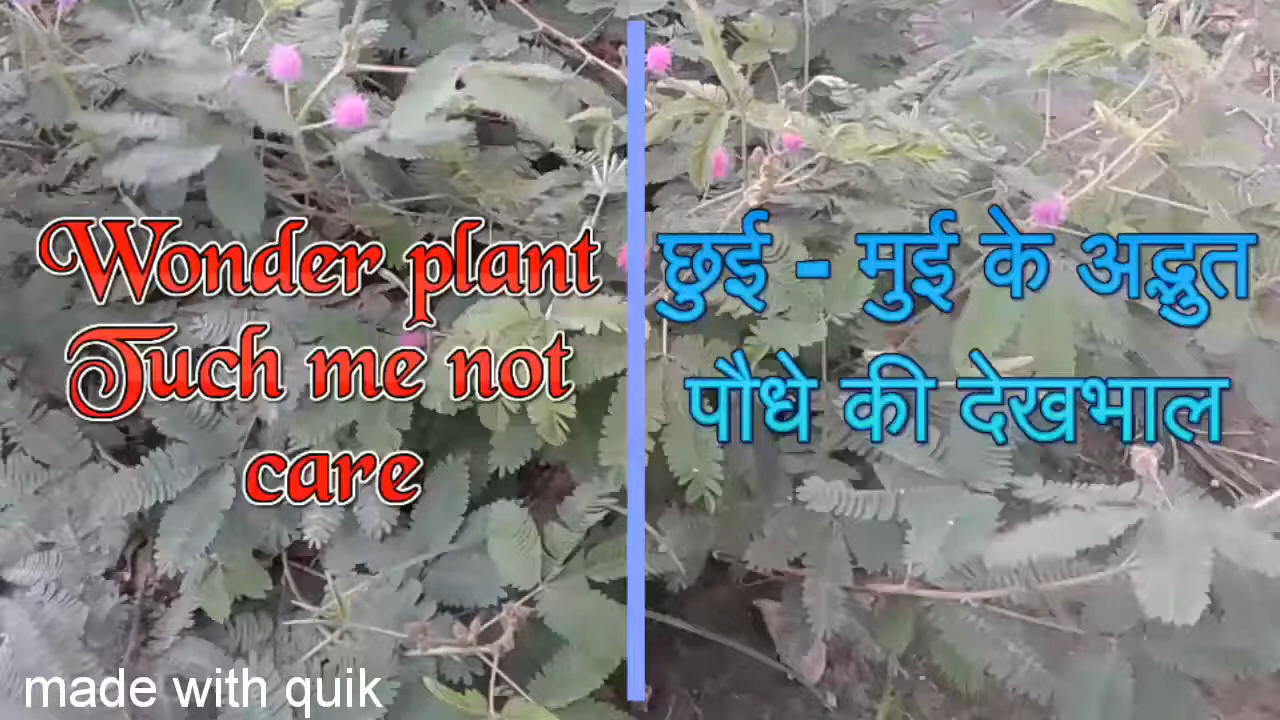 Wonder plant
Tuch me not
care
छुई - मुई के अद्भुत
पौधे की देखभाल
made with quik